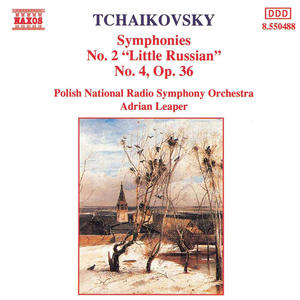 NAXOS
DDD
8.550488
TCHAIKOVSKY
Symphonies
No. 2 “Little Russian”
No. 4, Op. 36
Polish National Radio Symphony Orchestra
Adrian Leaper